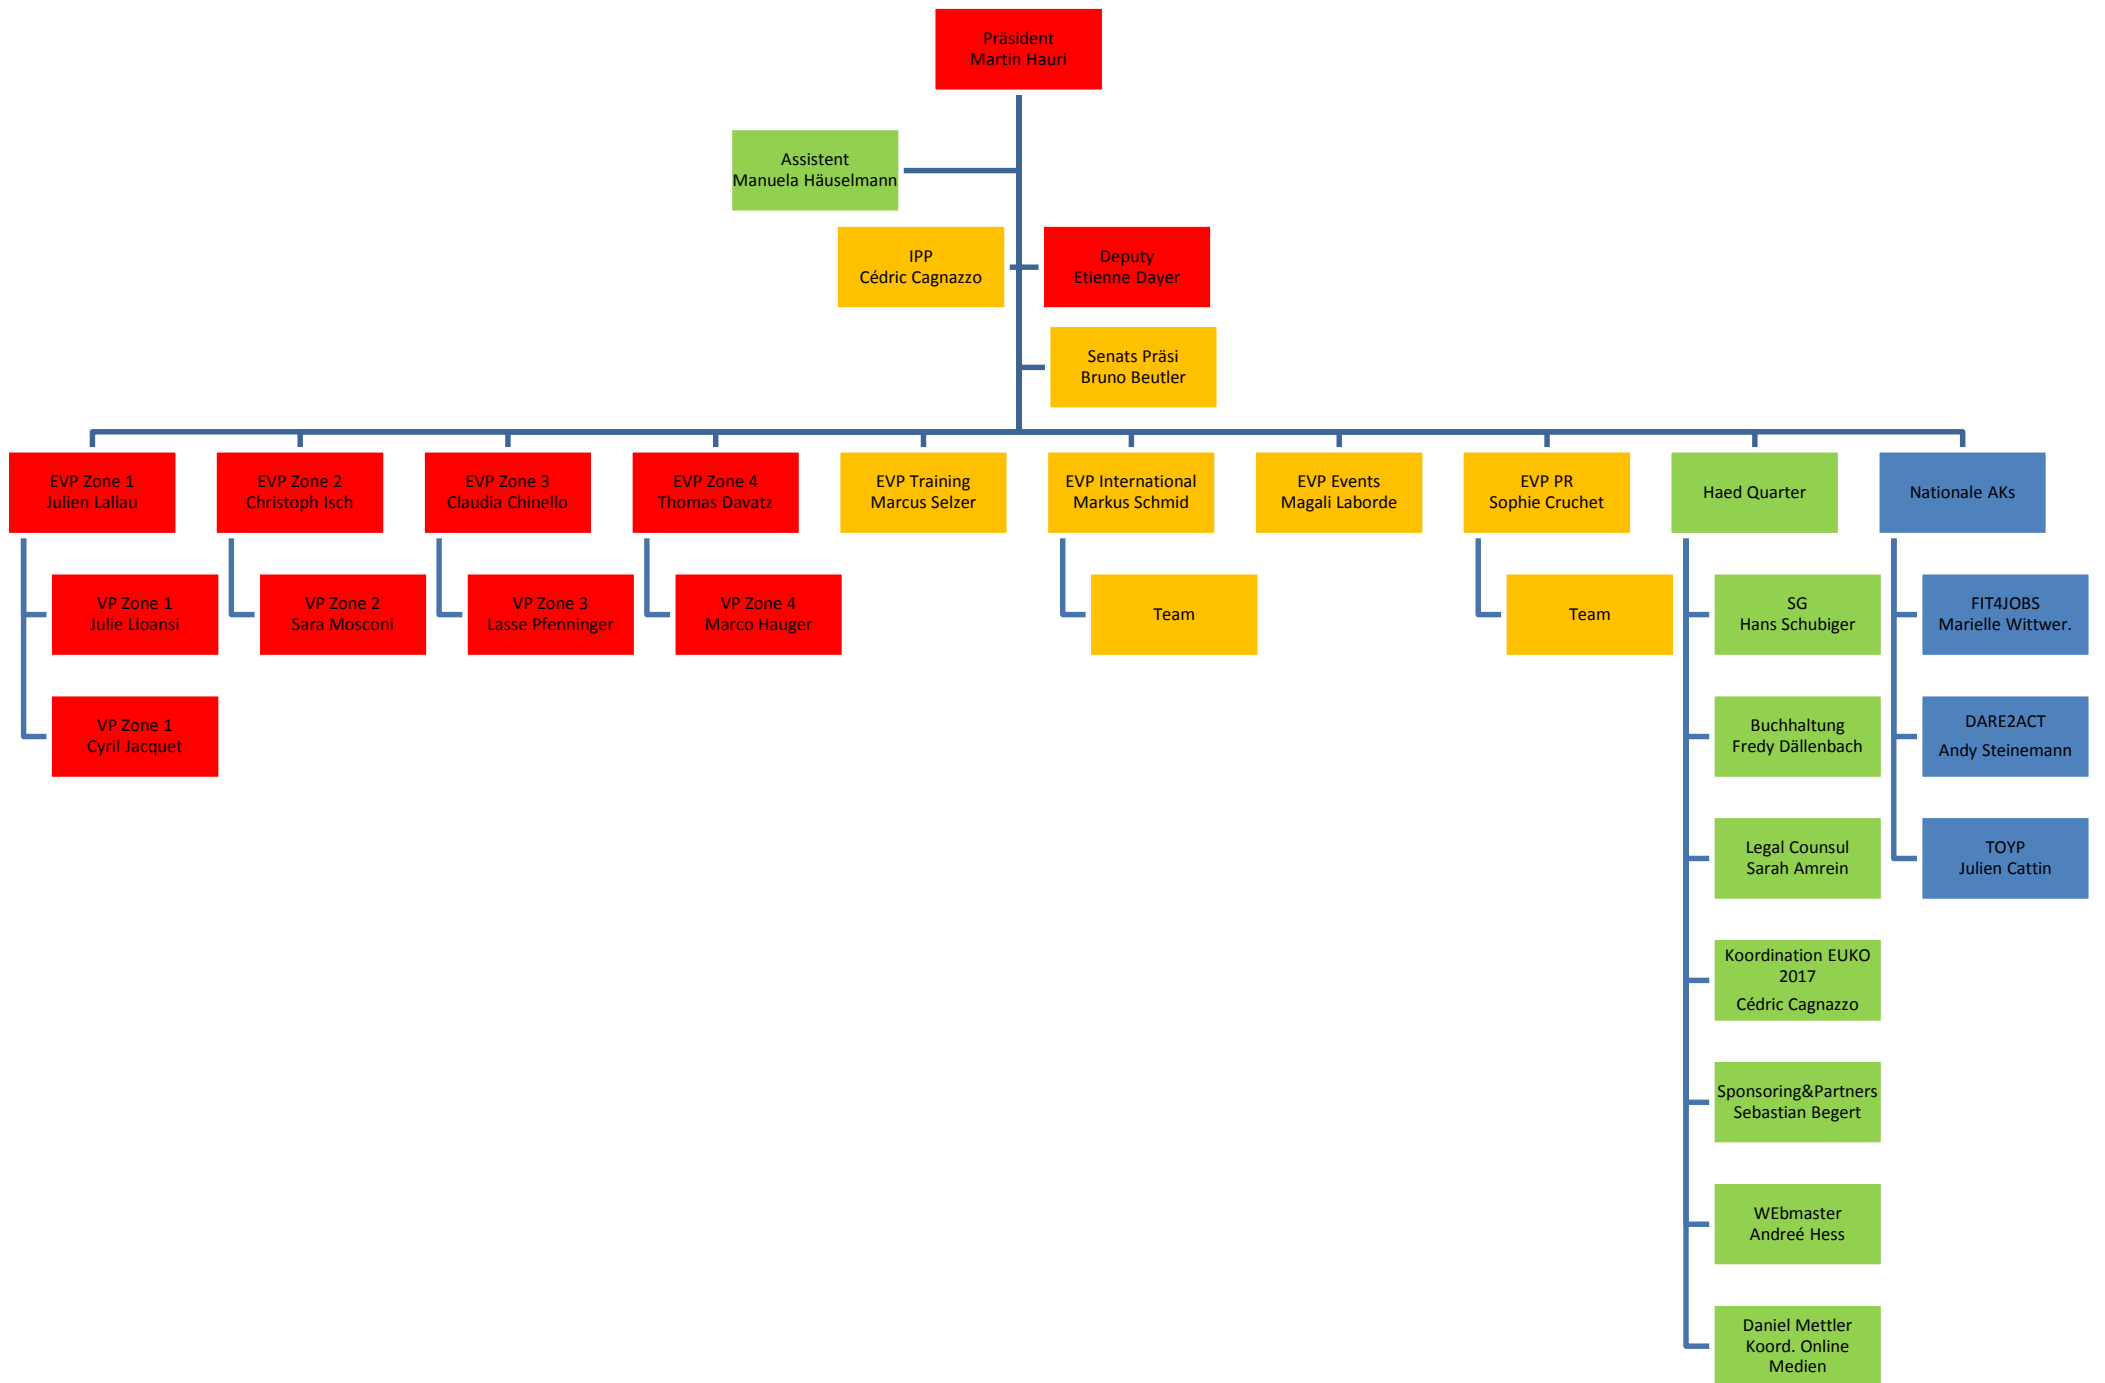 Präsident
Martin Hauri
Assistent
Manuela Häuselmann
IPP
Cédric Cagnazzo
Deputy
Etienne Dayer
Senats Präsi
Bruno Beutler
EVP Zone 1
Julien Lallau
EVP Zone 2
Christoph Isch
EVP Zone 3
Claudia Chinello
EVP Zone 4
Thomas Davatz
EVP Training
Marcus Selzer
EVP International
Markus Schmid
EVP Events
Magali Laborde
EVP PR
Sophie Cruchet
Haed Quarter
Nationale AKs
VP Zone 1
Julie Lloansi
VP Zone 2
Sara Mosconi
VP Zone 3
Lasse Pfenninger
VP Zone 4
Marco Hauger
Team
Team
SG
Hans Schubiger
FIT4JOBS
Marielle Wittwer.
VP Zone 1
Cyril Jacquet
Buchhaltung
Fredy Dällenbach
DARE2ACT
Andy Steinemann
Legal Counsul
Sarah Amrein
TOYP
Julien Cattin
Koordination EUKO
2017
Cédric Cagnazzo
Sponsoring&Partners
Sebastian Begert
WEbmaster
Andreé Hess
Daniel Mettler
Koord. Online
Medien